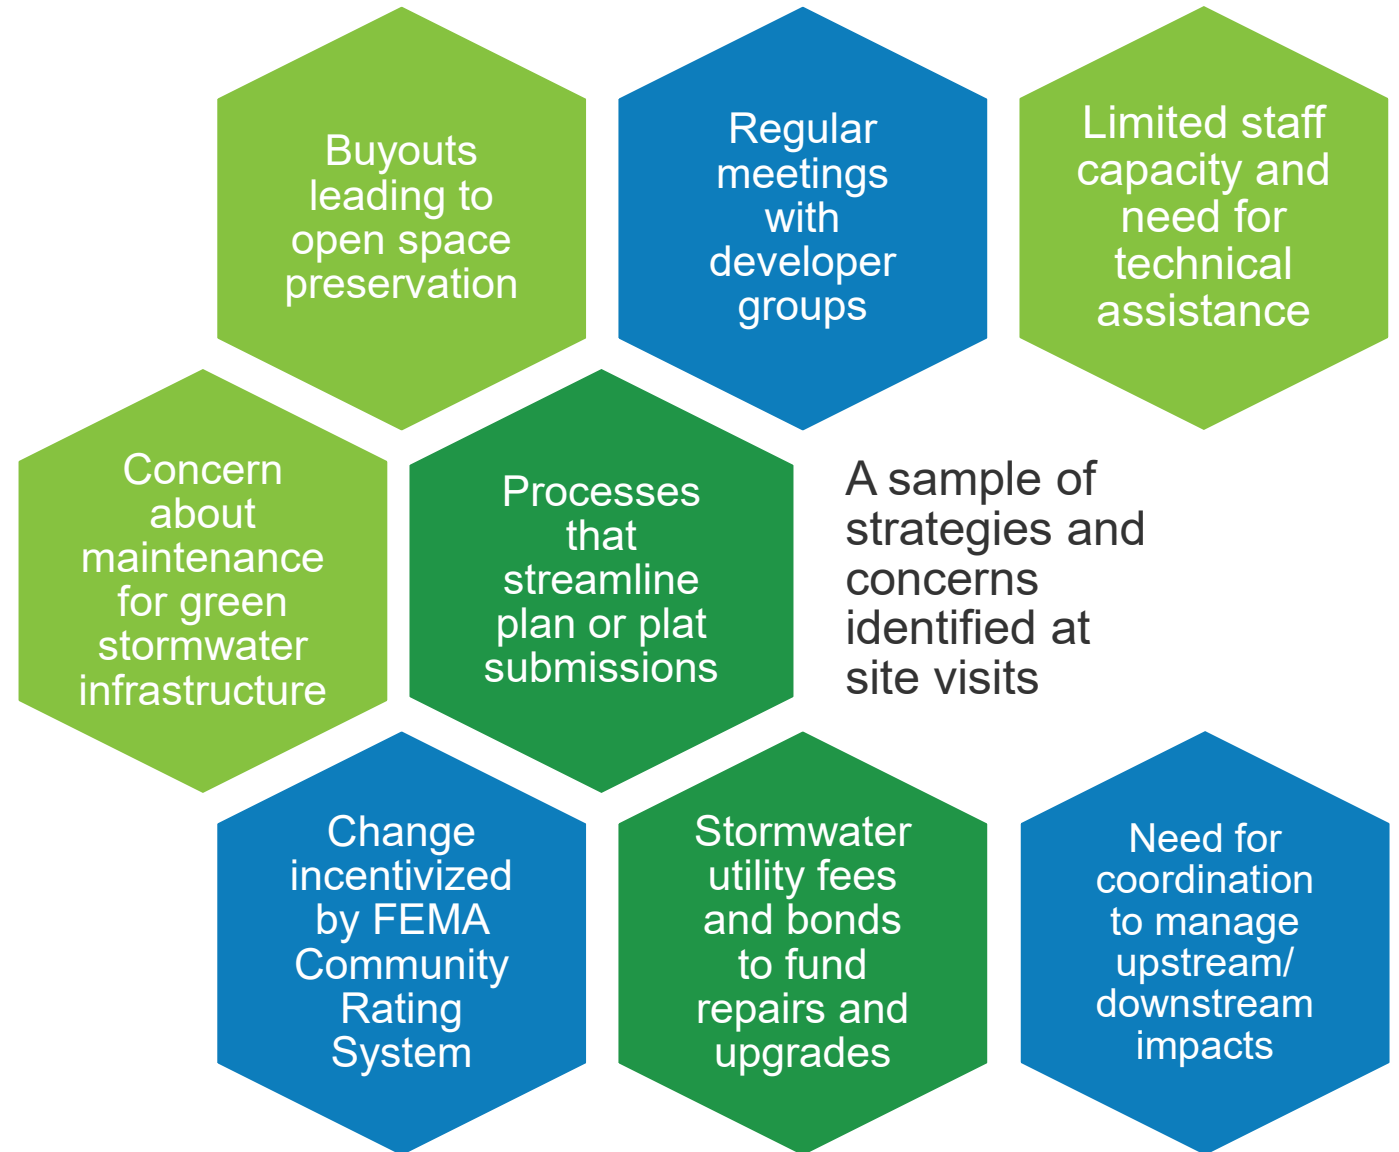 Buyouts
leading to
open space
preservation
Regular
meetings
with
developer
groups
Limited staff
capacity and
need for
technical
assistance
Concern
about
maintenance
for green
stormwater
infrastructure
Processes
that
streamline
plan or plat
submissions
A sample of
strategies and
concerns
identified at
site visits
Change
incentivized
by FEMA
Community
Rating
System
Stormwater
utility fees
and bonds
to fund
repairs and
upgrades
Need for
coordination
to manage
upstream/
downstream
impacts